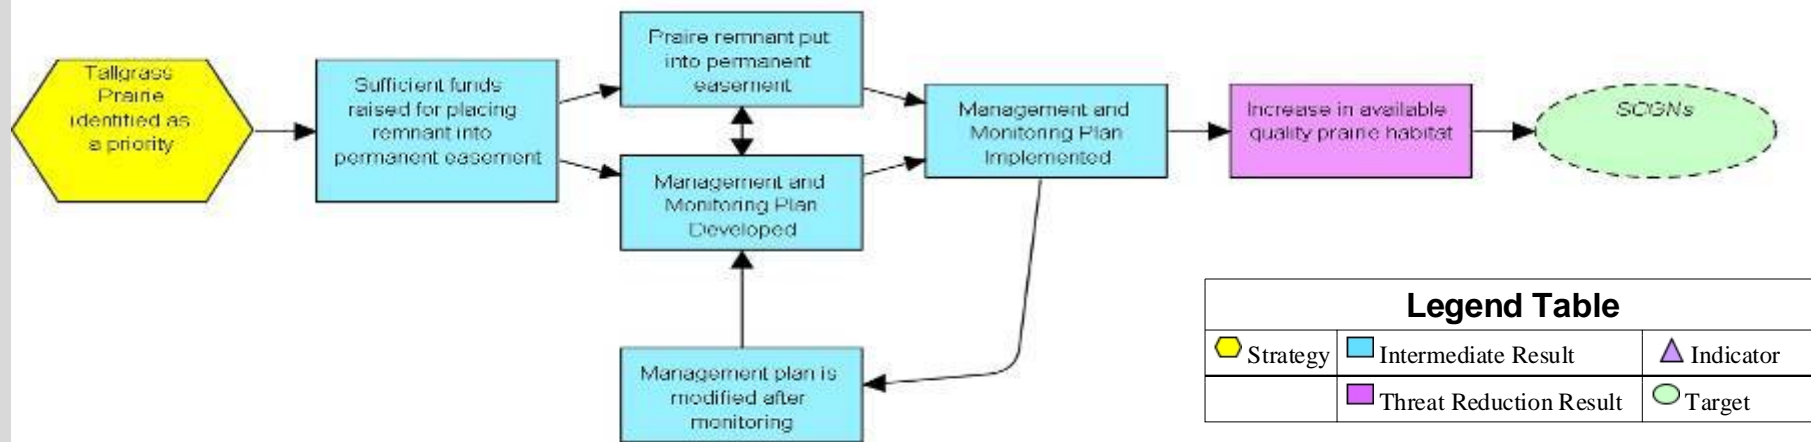 Tallgrass
Prairie
identified as
a priority
Sufficient funds
raised for placing
remnant into
permanent easement
Praire remnant put
into permanent
easement
Management and
Monitoring Plan
Developed
Management plan is
modified after
monitoring
Management and
Monitoring Plan
Implemented
Increase in available
quality prairie habitat
SCGNs
Legend Table
Strategy
Intermediate Result
Indicator
Threat Reduction Result
Target